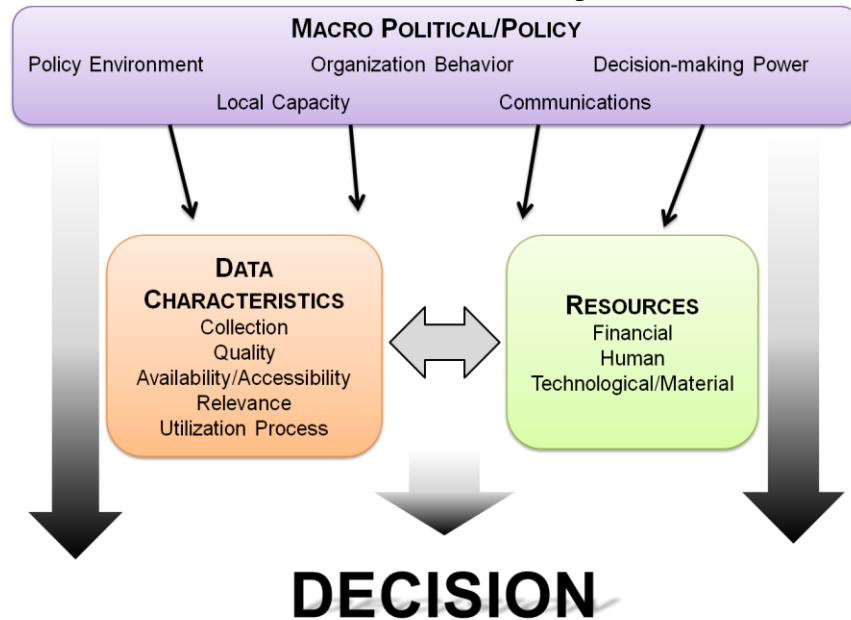 MACRO POLITICAL/POLICY
Policy Environment Organization Behavior Decision-making Power
Local Capacity Communications
DATA
CHARACTERISTICS
Collection
Quality
Availability/Accessibility
Relevance
Utilization Process
RESOURCES
Financial
Human
Technological/Material
DECISION